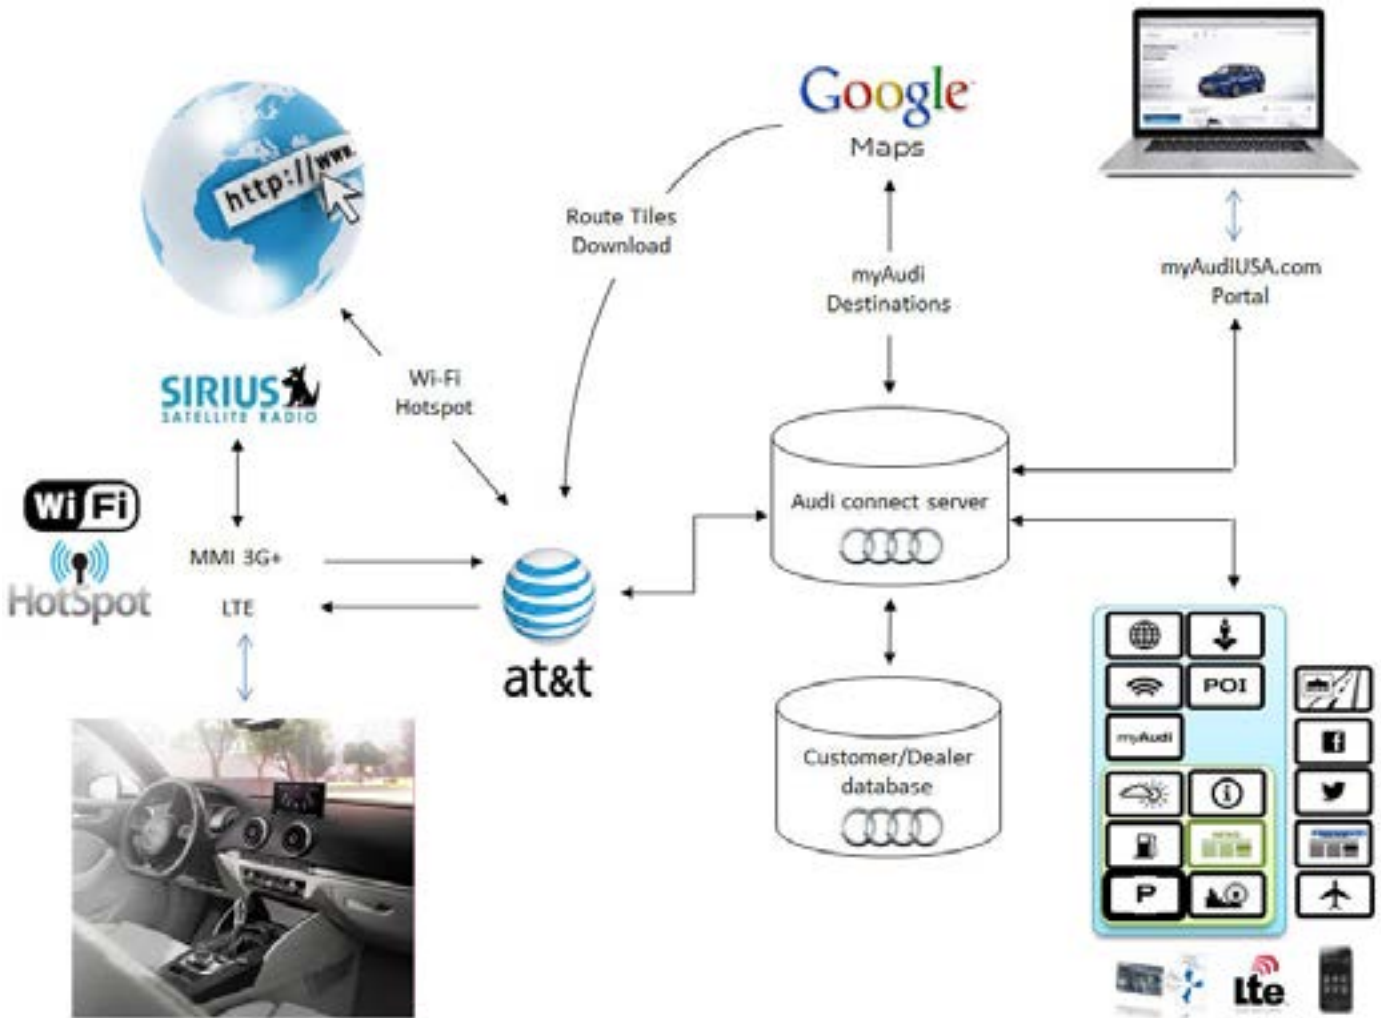 Google
Maps
http://www.
Route Tiles
Download
myAudi
Destinations
myAudiUSA.com
Portal
SIRIUS
SATELLITE RADIO
Wi-Fi
Hotspot
Wi Fi
HotSpot
MMI 3G+
LTE
at&t
Audi connect server
Customer/Dealer
database
POI
myAudi
f
i
P
Lte